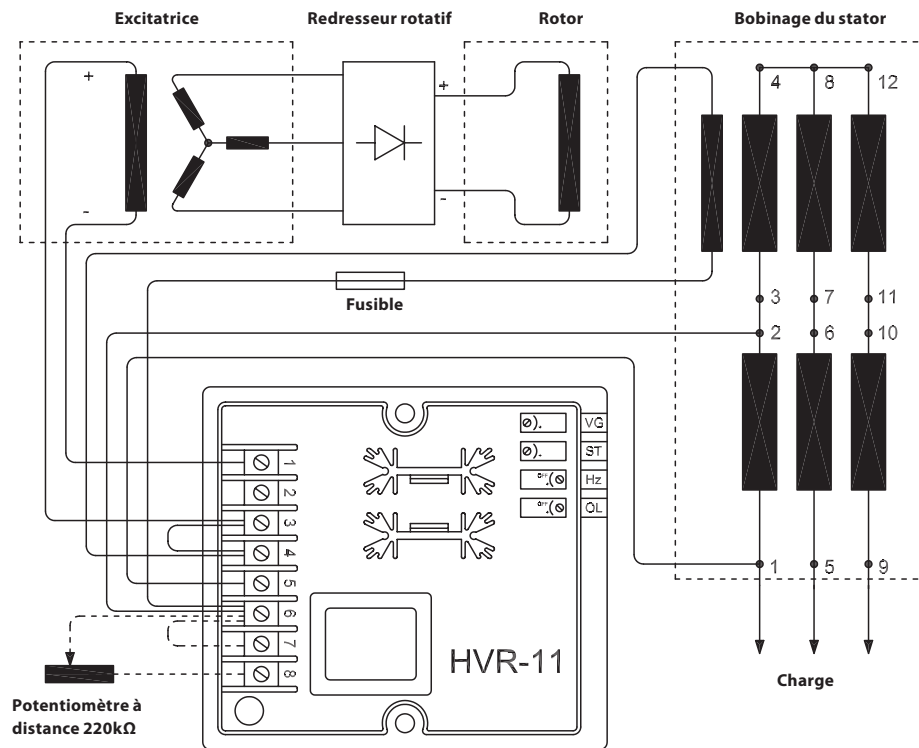 Excitatrice
Redresseur rotatif
Rotor
Bobinage du stator
+
-
+
-
4 8 12
3 7 11
2 6 10
1 5 9
Fusible
VG
ST
OFF Hz
OFF OL
1
2
3
4
5
6
7
8
HVR-11
Charge
Potentiomètre à
distance 220kΩ